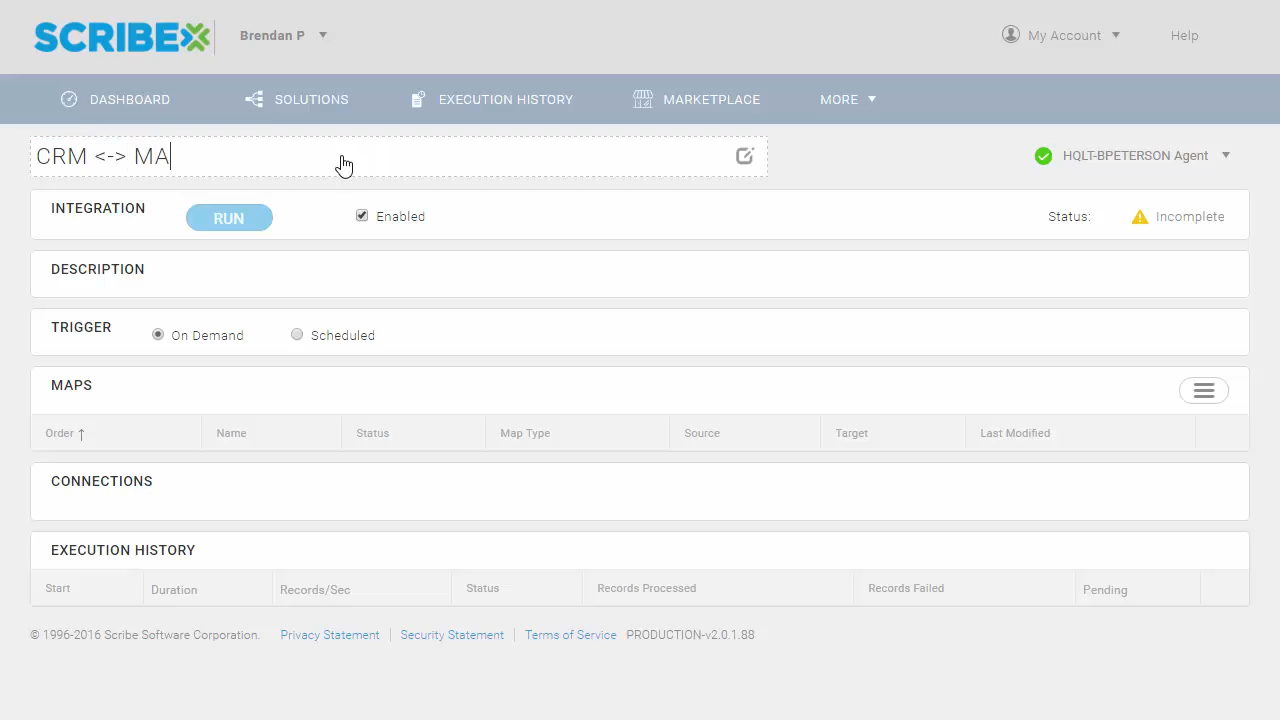 SCRIBE
Brendan P
My Account
Help
DASHBOARD
SOLUTIONS
EXECUTION HISTORY
MARKETPLACE
MORE
CRM <-> MA
HQLT-BPETERSON Agent
INTEGRATION
RUN
Enabled
Status:
Incomplete
DESCRIPTION
TRIGGER
On Demand
Scheduled
MAPS
Order ↑ Name Status Map Type Source Target Last Modified
CONNECTIONS
EXECUTION HISTORY
Start Duration Records/Sec Status Records Processed Records Failed Pending
© 1996-2016 Scribe Software Corporation. Privacy Statement | Security Statement | Terms of Service PRODUCTION-v2.0.1.88